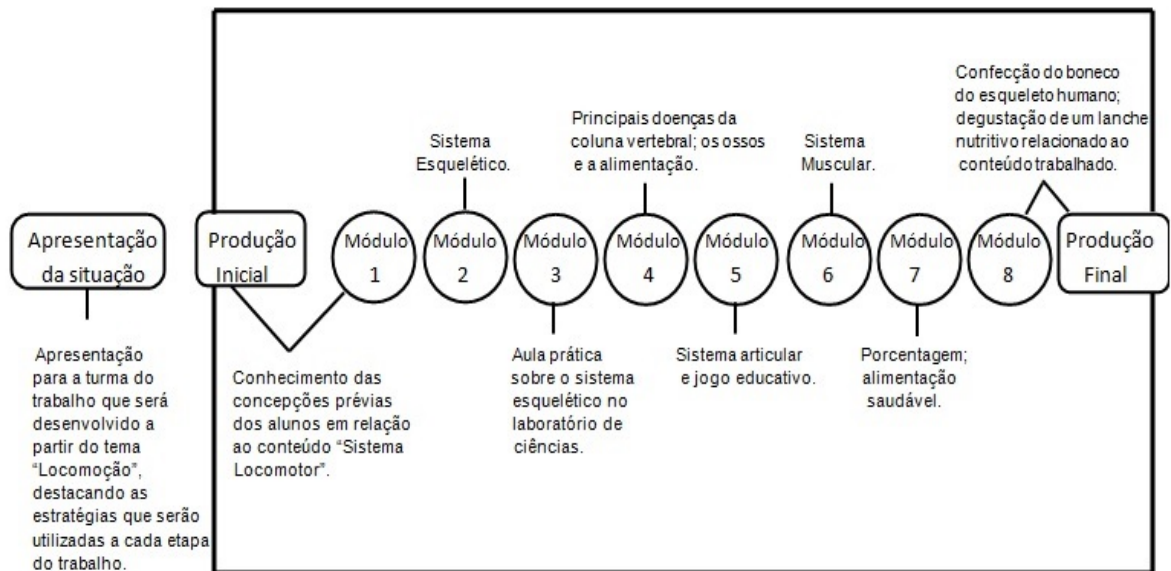 Apresentação
da situação
Apresentação
para a turma do
trabalho que será
desenvolvido a
partir do tema
“Locomoção”,
destacando as
estratégias que serão
utilizadas a cada etapa
do trabalho.
Produção
Inicial
Módulo
1
Conhecimento das
concepções prévias
dos alunos em relação
ao conteúdo “Sistema
Locomotor”.
Sistema
Esquelético.
Módulo
2
Módulo
3
Aula prática
sobre o sistema
esquelético no
laboratório de
ciências.
Principais doenças da
coluna vertebral; os ossos
e a alimentação.
Módulo
4
Módulo
5
Sistema articular
e jogo educativo.
Sistema
Muscular.
Módulo
6
Módulo
7
Porcentagem;
alimentação
saudável.
Confecção do boneco
do esqueleto humano;
degustação de um lanche
nutritivo relacionado ao
conteúdo trabalhado.
Módulo
8
Produção
Final